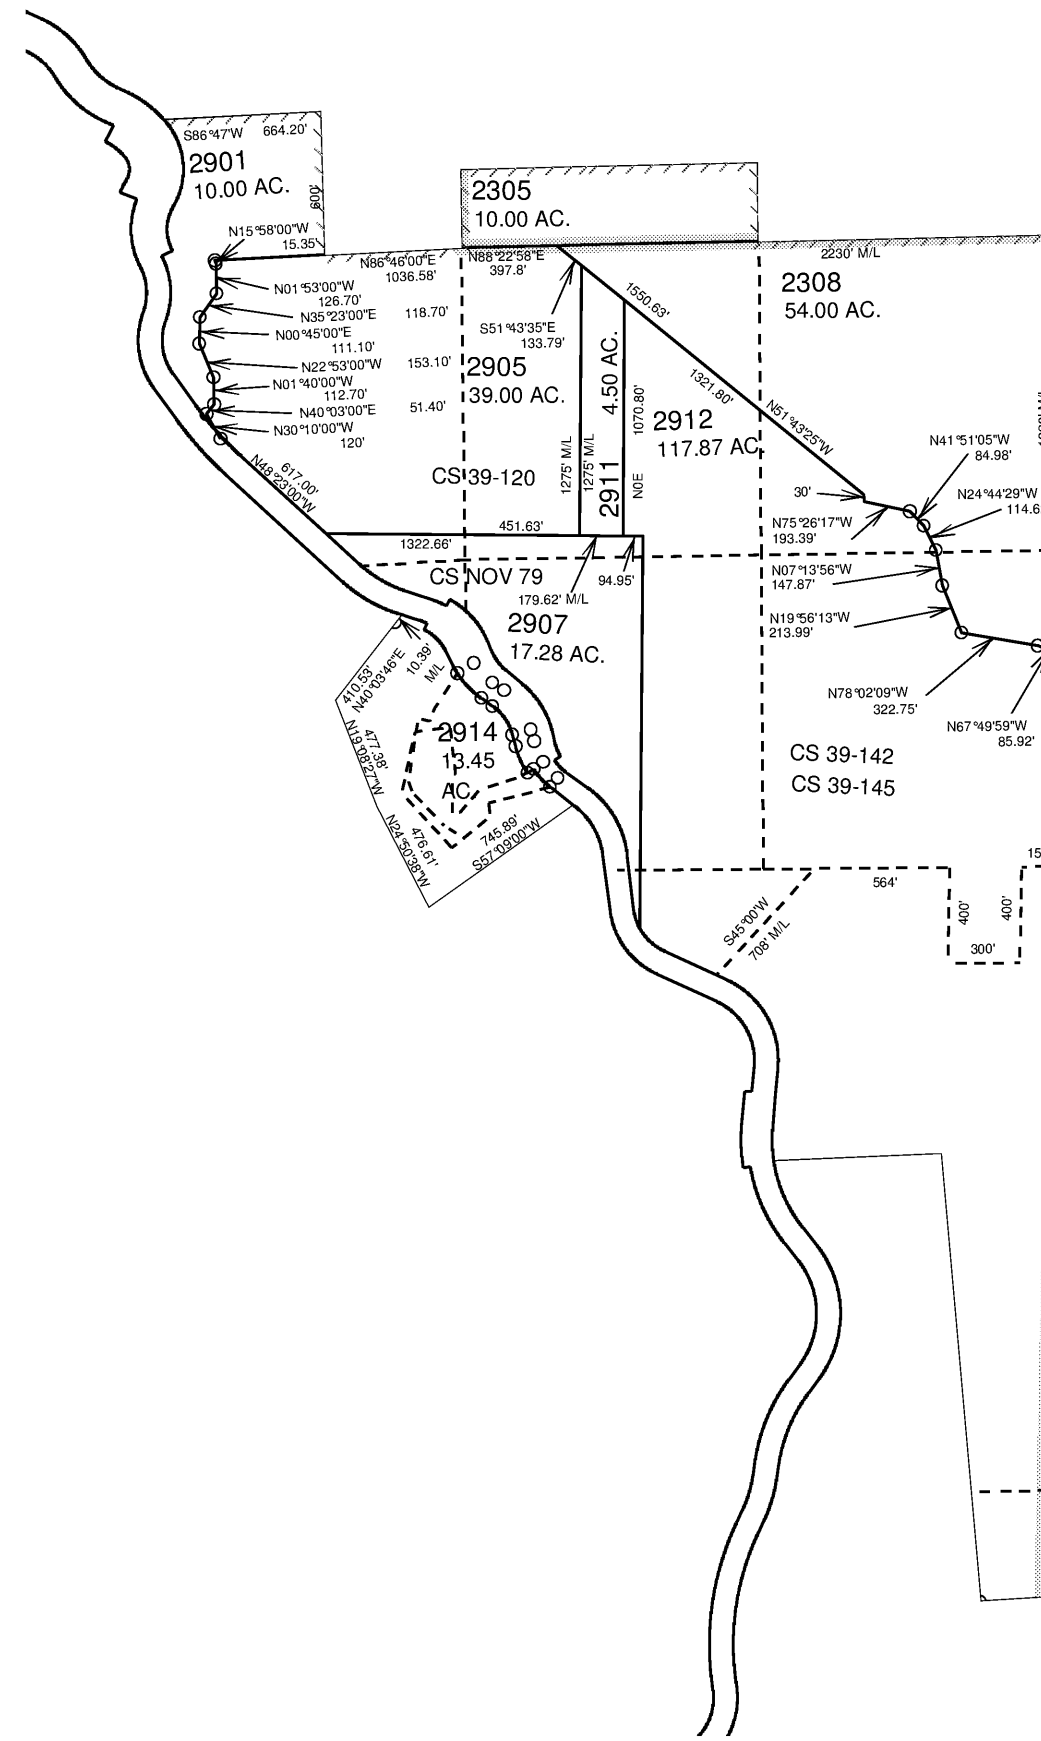 S86°47'W 664.20'
2901
10.00 AC.
600'
2305
10.00 AC.
N15°58'00"W
15.35'
N86°46'00"E
1036.58'
N88°22'58"E
397.8'
2230' M/L
2308
54.00 AC.
N01°53'00"W
126.70'
N35°23'00"E 118.70'
N00°45'00"E
111.10'
N22°53'00"W 153.10'
N01°40'00"W
112.70'
N40°03'00"E 51.40'
N30°10'00"W
120'
617.00'
N48°23'00"W
S51°43'35"E
133.79'
1550.63'
2905
39.00 AC.
CS 39-120
1275' M/L
1275' M/L
2911 4.50 AC.
1070.80'
N0E
2912
117.87 AC.
1321.80'
N51°43'25"W
N41°51'05"W
84.98'
30'
N24°44'29"W
114.6
N75°26'17"W
193.39'
N07°13'56"W
147.87'
N19°56'13"W
213.99'
N78°02'09"W
322.75'
N67°49'59"W
85.92'
451.63'
1322.66'
CS NOV 79
94.95'
179.62' M/L
2907
17.28 AC.
410.53'
N40°03'46"E
10.39'
M/L
2914
13.45
AC.
477.38'
N19°08'27"W
476.61'
N24°50'38"W
745.89'
S57°09'00"W
CS 39-142
CS 39-145
15
564'
400'
400'
300'
S45°00'W
708' M/L